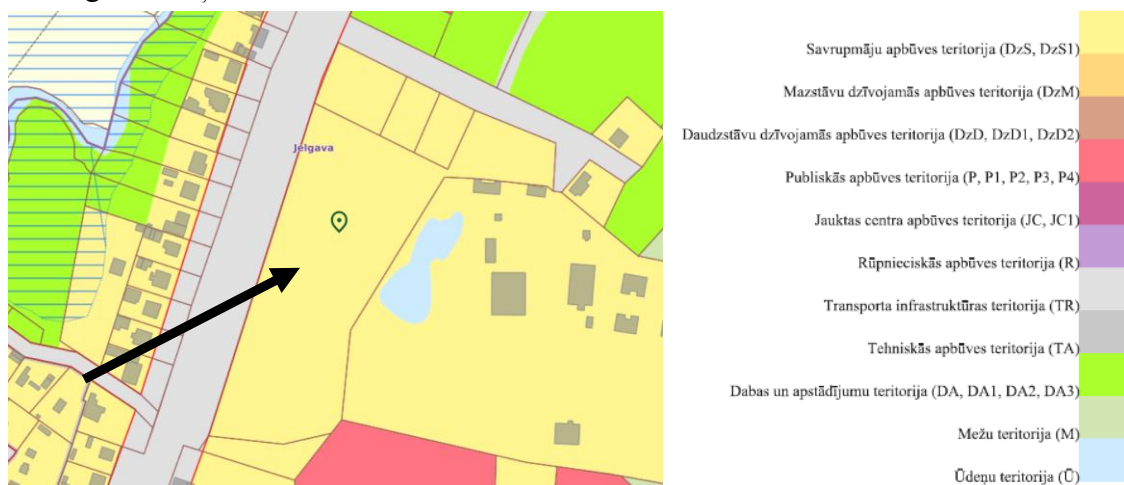 Jelgava
Savrupmāju apbūves teritorija (DzS, DzS1)
Mazstāvu dzīvojamās apbūves teritorija (DzM)
Daudzstāvu dzīvojamās apbūves teritorija (DzD, DzD1, DzD2)
Publiskās apbūves teritorija (P, P1, P2, P3, P4)
Jauktas centra apbūves teritorija (JC, JC1)
Rūpnieciskās apbūves teritorija (R)
Transporta infrastruktūras teritorija (TR)
Tehniskās apbūves teritorija (TA)
Dabas un apstādījumu teritorija (DA, DA1, DA2, DA3)
Mežu teritorija (M)
Ūdeņu teritorija (Ū)